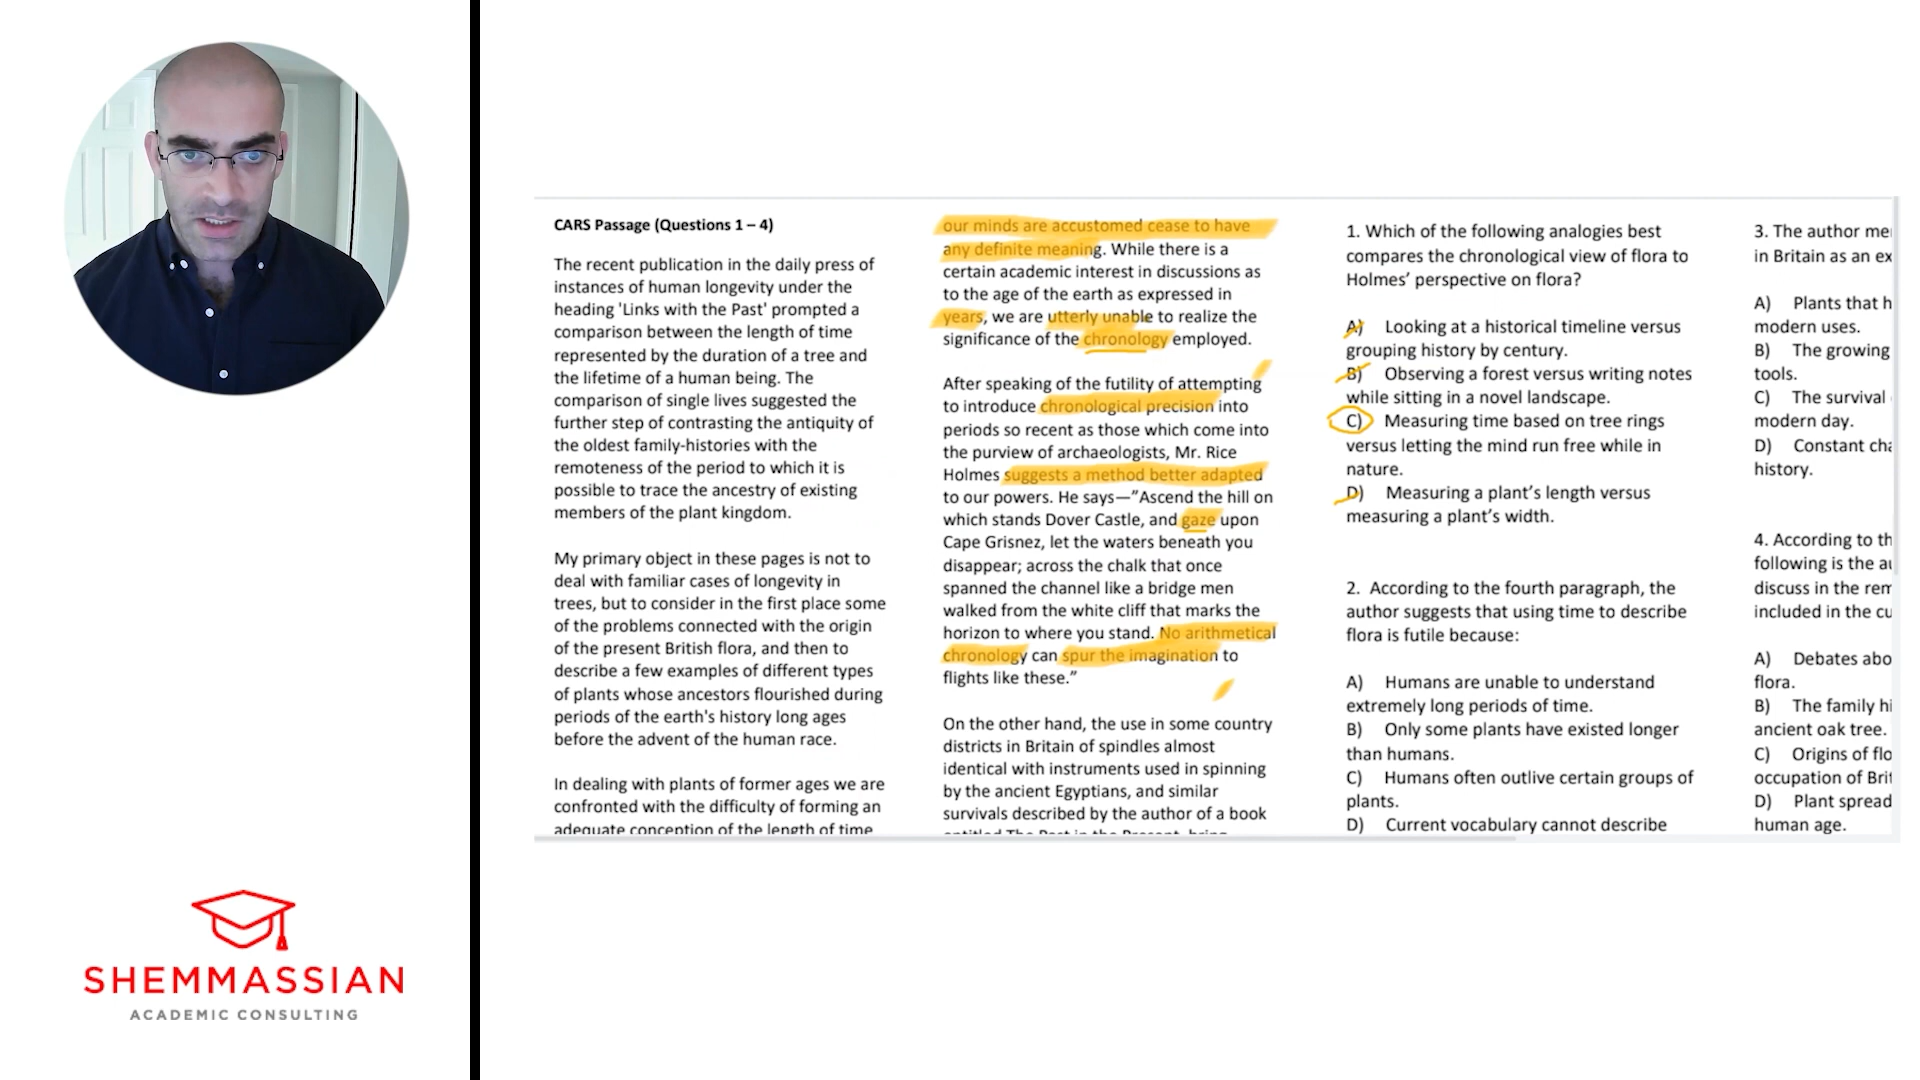 CARS Passage (Questions 1 – 4)
The recent publication in the daily press of
instances of human longevity under the
heading 'Links with the Past' prompted a
comparison between the length of time
represented by the duration of a tree and
the lifetime of a human being. The
comparison of single lives suggested the
further step of contrasting the antiquity of
the oldest family-histories with the
remoteness of the period to which it is
possible to trace the ancestry of existing
members of the plant kingdom.
My primary object in these pages is not to
deal with familiar cases of longevity in
trees, but to consider in the first place some
of the problems connected with the origin
of the present British flora, and then to
describe a few examples of different types
of plants whose ancestors flourished during
periods of the earth's history long ages
before the advent of the human race.
In dealing with plants of former ages we are
confronted with the difficulty of forming an
adequate conception of the length of time
our minds are accustomed cease to have
any definite meaning. While there is a
certain academic interest in discussions as
to the age of the earth as expressed in
years, we are utterly unable to realize the
significance of the chronology employed.
After speaking of the futility of attempting
to introduce chronological precision into
periods so recent as those which come into
the purview of archaeologists, Mr. Rice
Holmes suggests a method better adapted
to our powers. He says—”Ascend the hill on
which stands Dover Castle, and gaze upon
Cape Grisnez, let the waters beneath you
disappear; across the chalk that once
spanned the channel like a bridge men
walked from the white cliff that marks the
horizon to where you stand. No arithmetical
chronology can spur the imagination to
flights like these.”
On the other hand, the use in some country
districts in Britain of spindles almost
identical with instruments used in spinning
by the ancient Egyptians, and similar
survivals described by the author of a book
entitled The Past in the Present, bring
1. Which of the following analogies best
compares the chronological view of flora to
Holmes’ perspective on flora?
A) Looking at a historical timeline versus
grouping history by century.
B) Observing a forest versus writing notes
while sitting in a novel landscape.
C) Measuring time based on tree rings
versus letting the mind run free while in
nature.
D) Measuring a plant’s length versus
measuring a plant’s width.
2. According to the fourth paragraph, the
author suggests that using time to describe
flora is futile because:
A) Humans are unable to understand
extremely long periods of time.
B) Only some plants have existed longer
than humans.
C) Humans often outlive certain groups of
plants.
D) Current vocabulary cannot describe
3. The author me
in Britain as an ex
A) Plants that h
modern uses.
B) The growing
tools.
C) The survival
modern day.
D) Constant cha
history.
4. According to th
following is the au
discuss in the rem
included in the cu
A) Debates abo
flora.
B) The family hi
ancient oak tree.
C) Origins of flo
occupation of Brit
D) Plant spread
human age.
SHEMMASSIAN
ACADEMIC CONSULTING